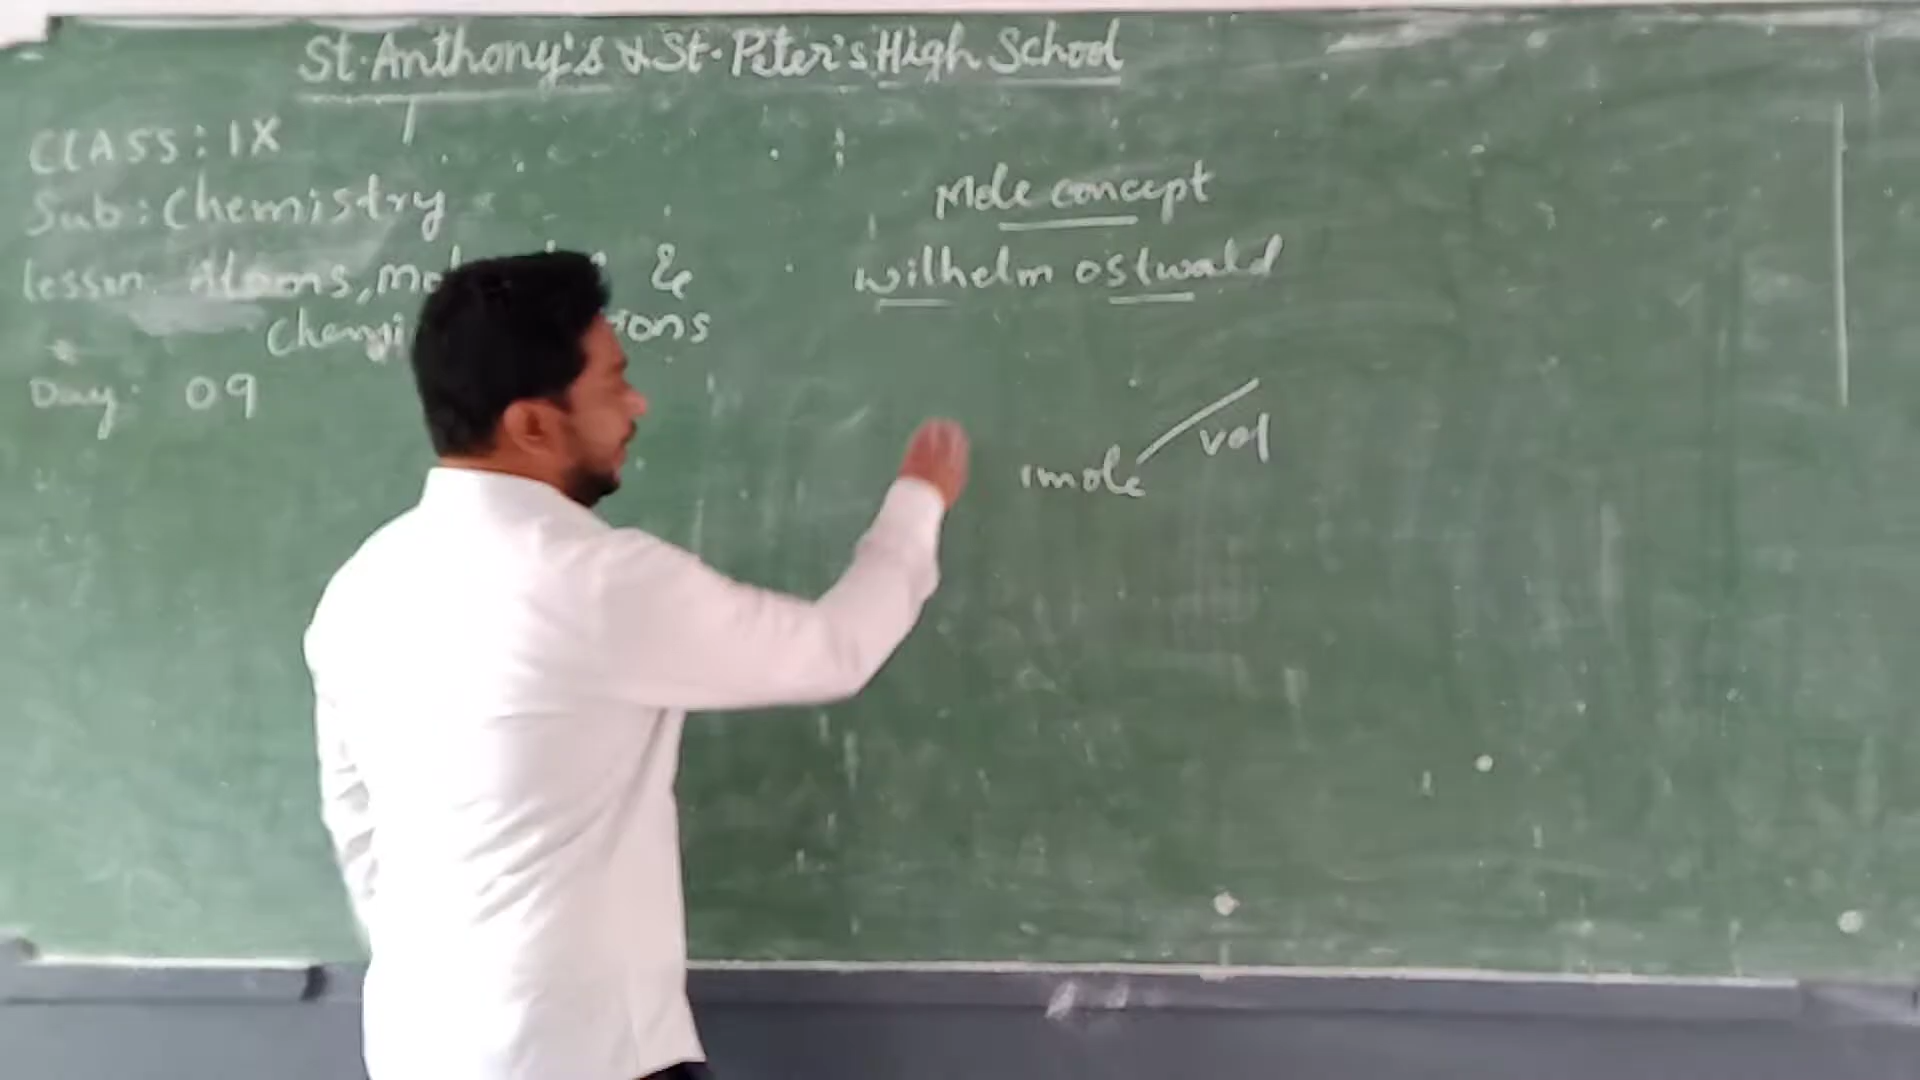 St. Anthony's & St. Peter's High School
CLASS: IX
Sub: Chemistry
lesson: Atoms, &
Day: 09
Mole concept
Wilhelm ostwald
1mole
vol